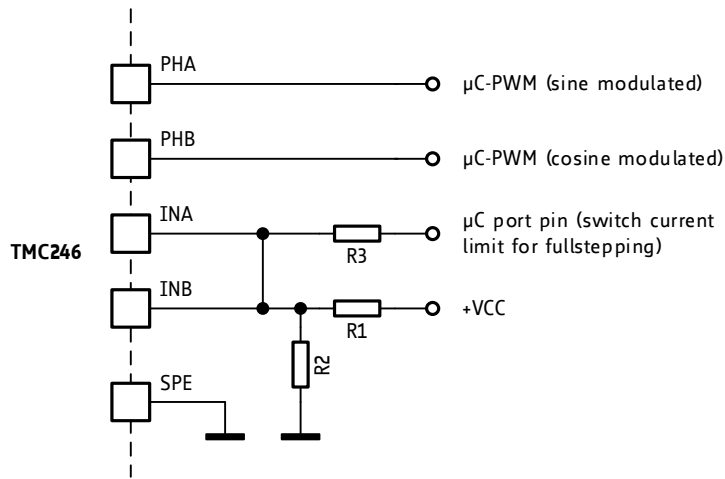 PHA
µC-PWM (sine modulated)
PHB
µC-PWM (cosine modulated)
INA
µC port pin (switch current
limit for fullstepping)
R3
TMC246
INB
+VCC
R1
R2
SPE